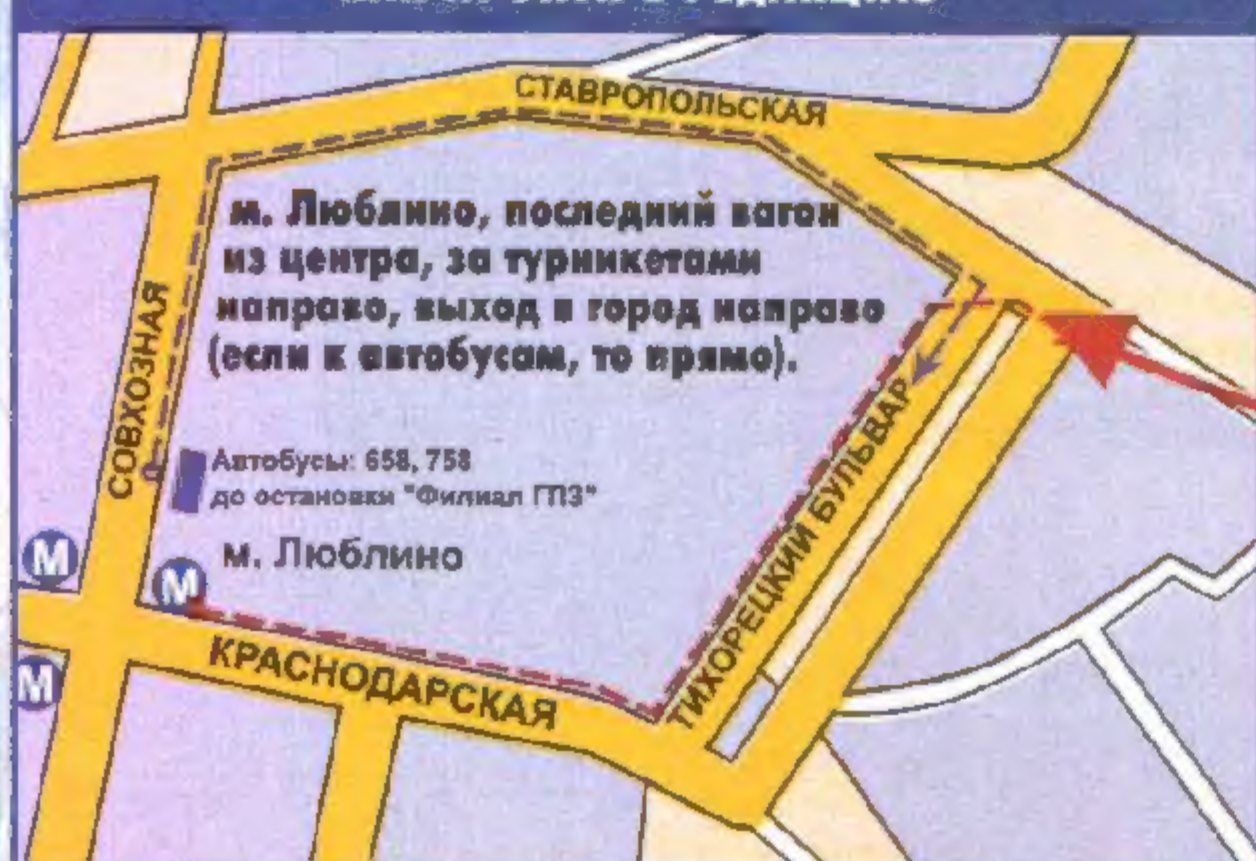 СТАВРОПОЛЬСКАЯ
м. Люблино, последний вагон
из центра, за турникетами
направо, выход в город направо
(если к автобусам, то прямо).
СОВХОЗНАЯ
Автобусы: 658, 758
до остановки "Филиал ГПЗ"
М
м. Люблино
М
М
КРАСНОДАРСКАЯ
ТИХОРЕЦКИЙ БУЛЬВАР